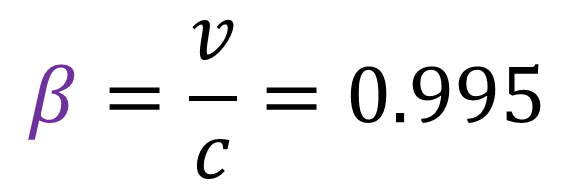 β = v/c = 0.995